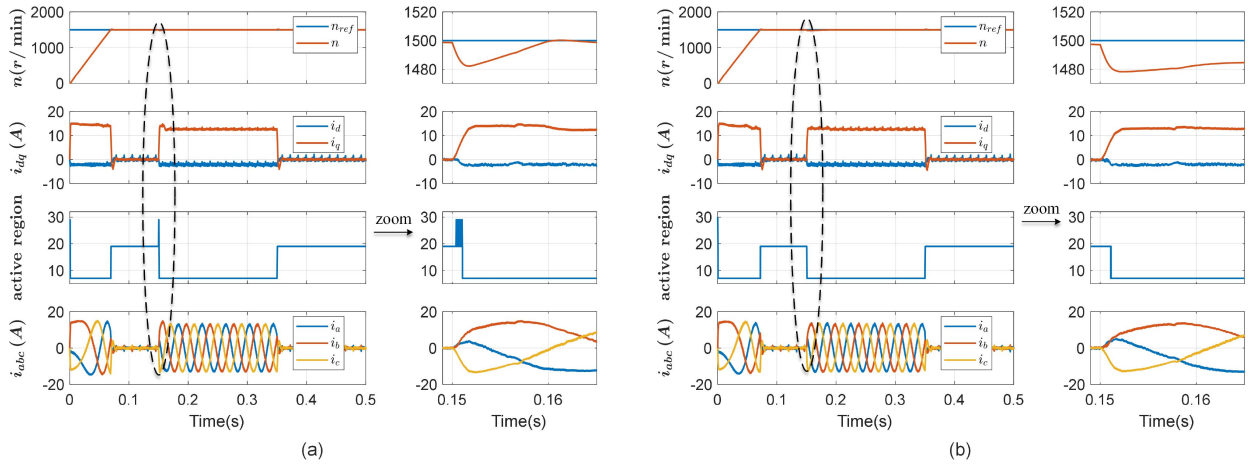 n(r/min)
2000
1000
0
n_ref
n
1520
1500
1480
i_dq (A)
20
10
0
-10
i_d
i_q
20
10
0
-10
active region
30
20
10
zoom
30
20
10
i_abc (A)
20
0
-20
i_a
i_b
i_c
20
0
-20
0 0.1 0.2 0.3 0.4 0.5
Time(s)
0.15 0.16
Time(s)
(a)
n(r/min)
2000
1000
0
n_ref
n
1520
1500
1480
i_dq (A)
20
10
0
-10
i_d
i_q
20
10
0
-10
active region
30
20
10
zoom
30
20
10
i_abc (A)
20
0
-20
i_a
i_b
i_c
20
0
-20
0 0.1 0.2 0.3 0.4 0.5
Time(s)
0.15 0.16
Time(s)
(b)